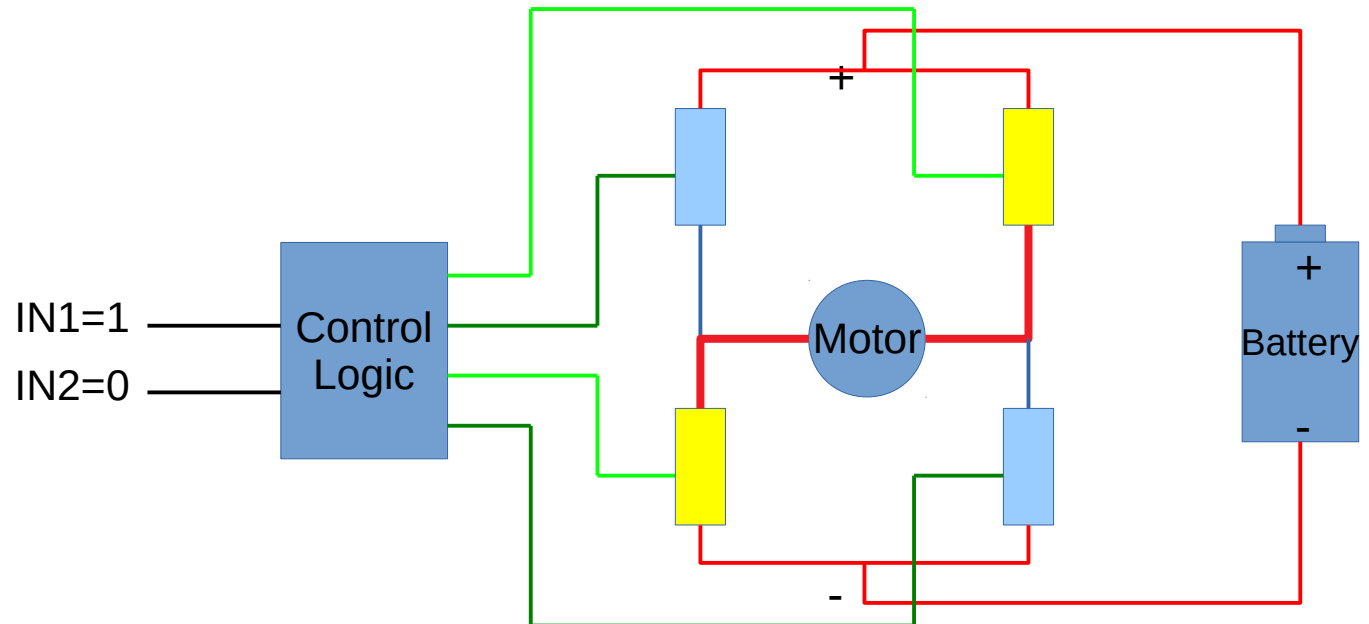 +
+
IN1=1
Control
Logic
Motor
Battery
IN2=0
-
-